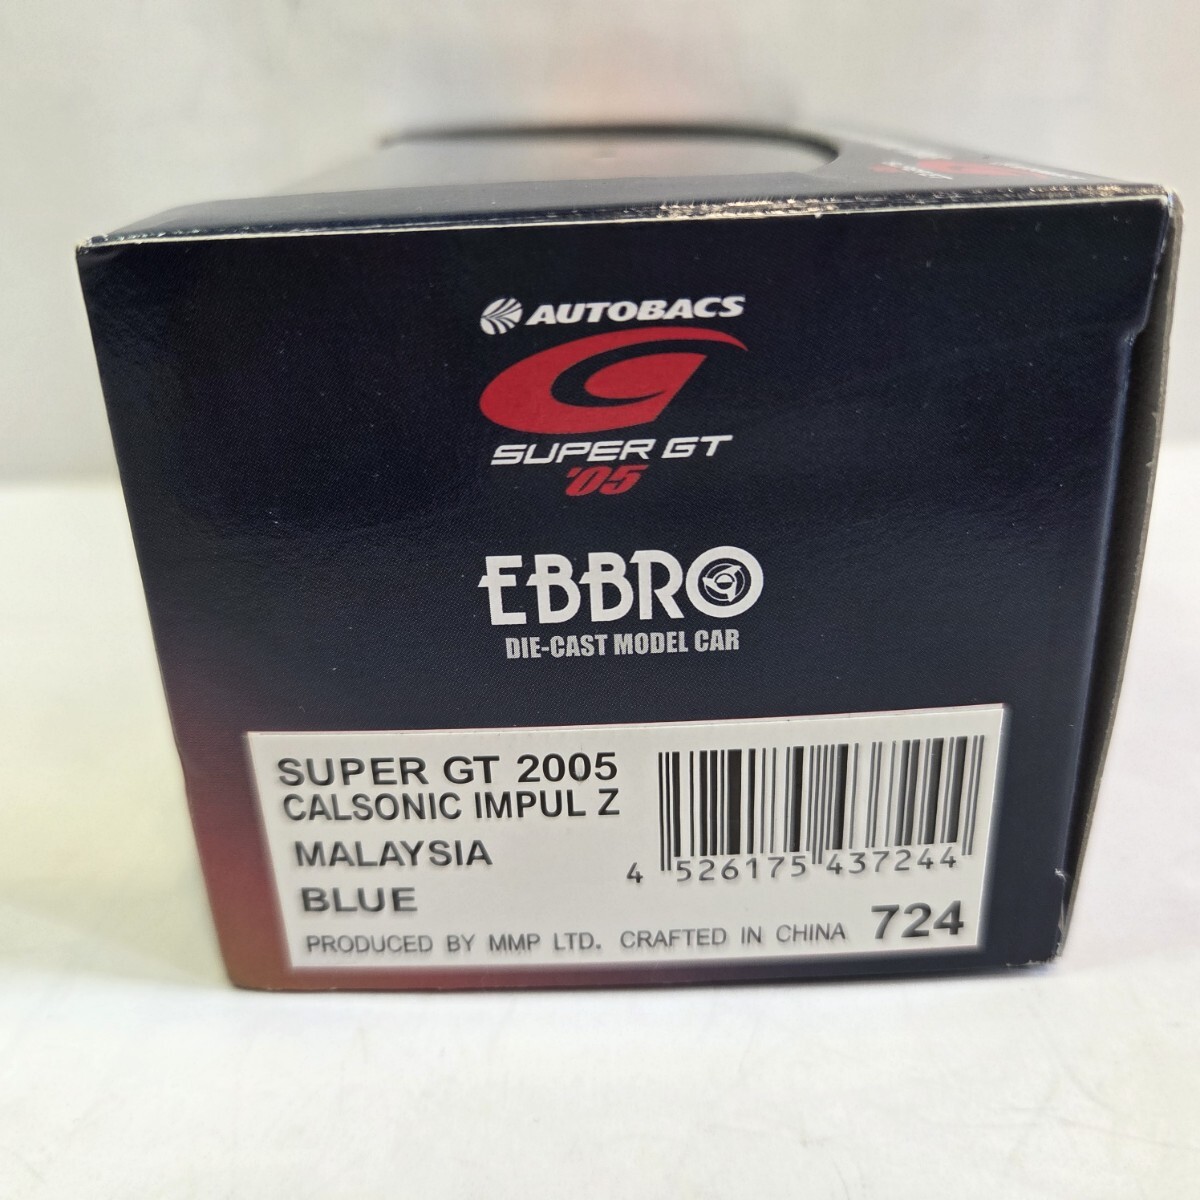 AUTOBACS
SUPER GT
'05
EBBRO
DIE-CAST MODEL CAR
SUPER GT 2005
CALSONIC IMPUL Z
MALAYSIA
BLUE
4 526175 437244
PRODUCED BY MMP LTD. CRAFTED IN CHINA 724